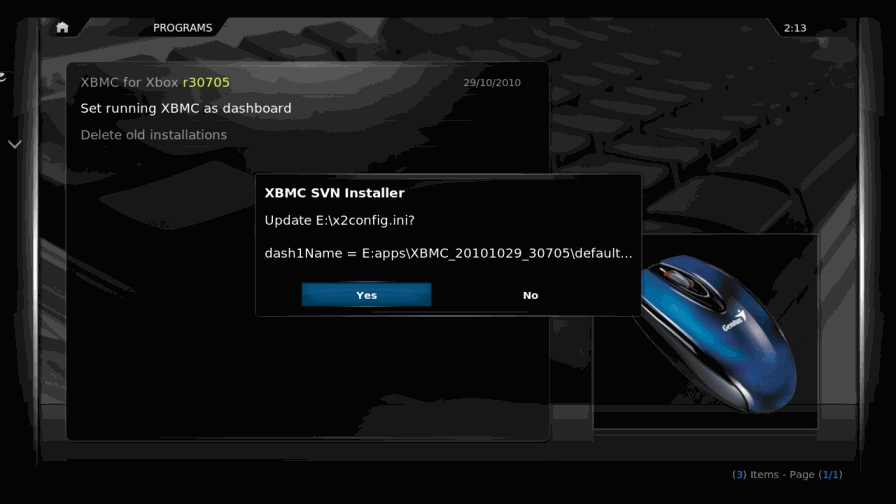 PROGRAMS
2:13
XBMC for Xbox r30705
29/10/2010
Set running XBMC as dashboard
Delete old installations
XBMC SVN Installer
Update E:\x2config.ini?
dash1Name = E:apps\XBMC_20101029_30705\default...
Yes
No
Genius
(3) Items - Page (1/1)